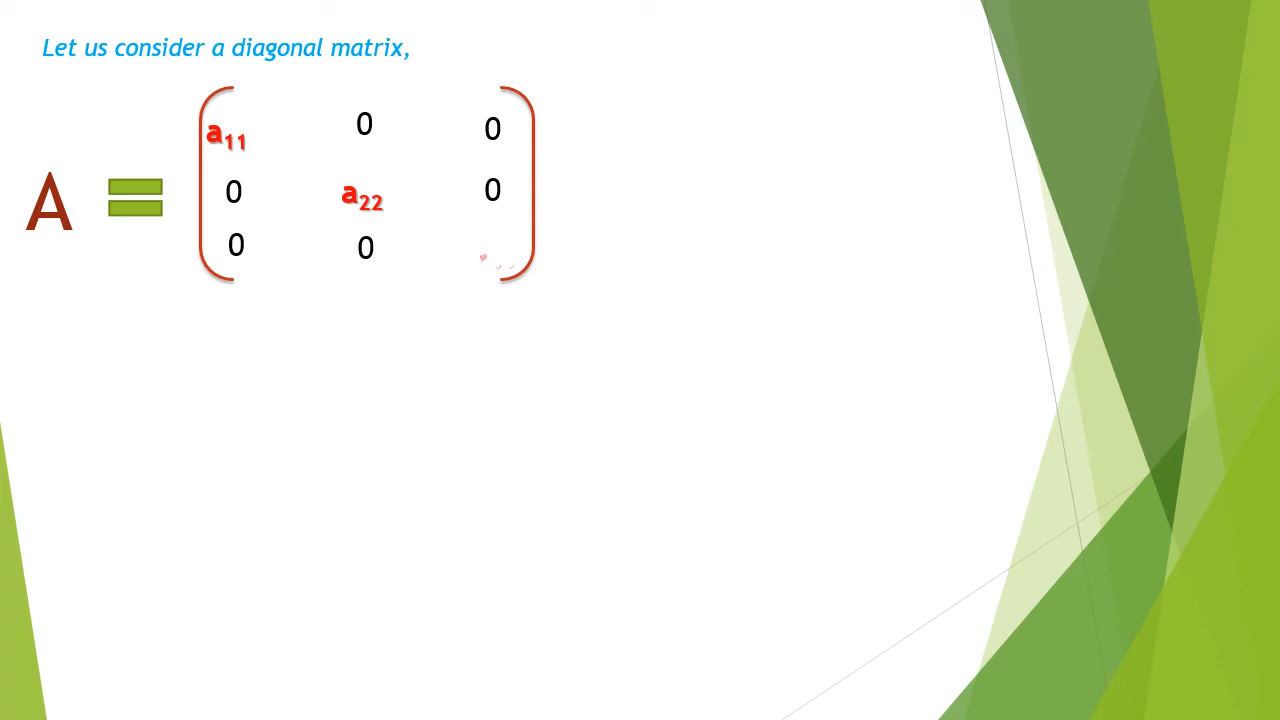 Let us consider a diagonal matrix,
A = ( a₁₁ 0 0
0 a₂₂ 0
0 0 )